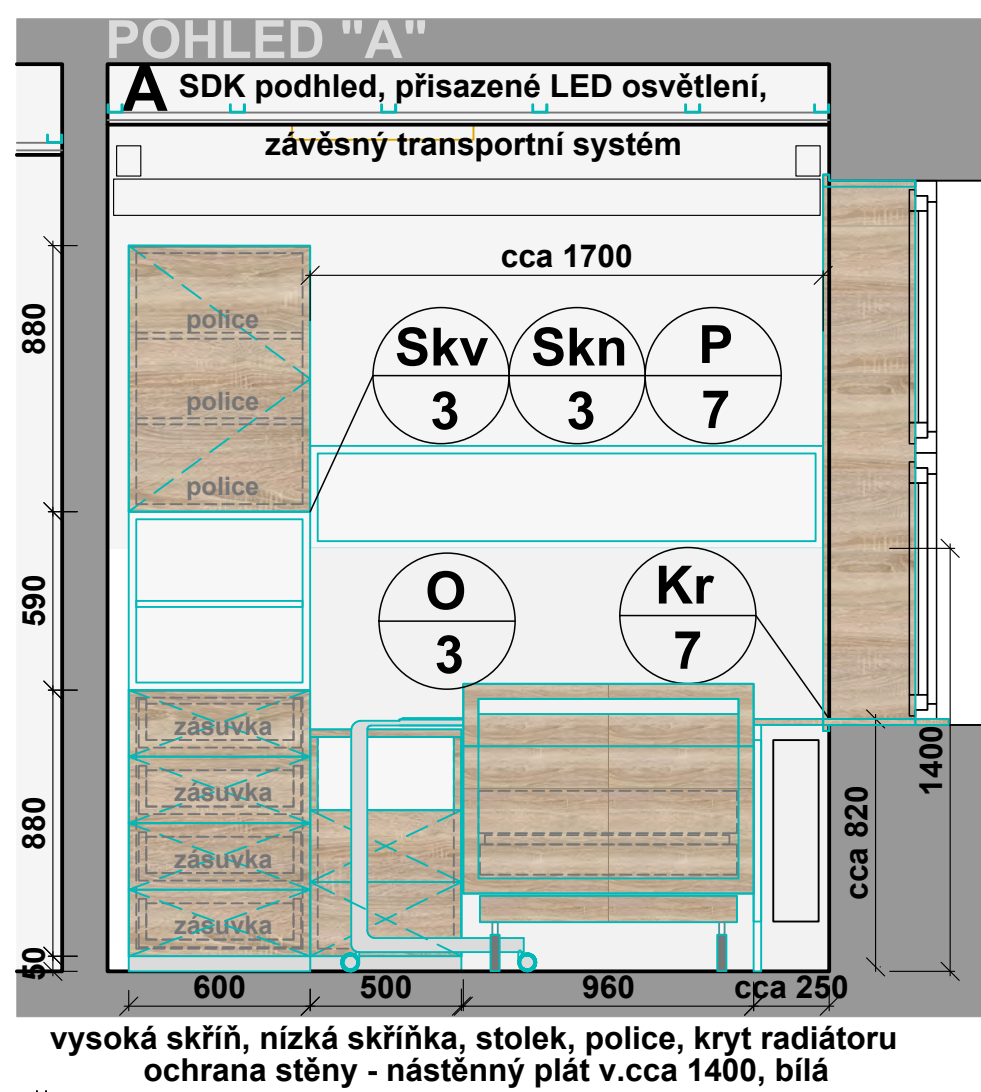 POHLED "A"
A SDK podhled, přisazené LED osvětlení,
závěsný transportní systém
cca 1700
880
police
Skv Skn P
3 3 7
police
police
590
O
3
Kr
7
zásuvka
1400
zásuvka
880
cca 820
zásuvka
zásuvka
50
600 500 960 cca 250
vysoká skříň, nízká skříňka, stolek, police, kryt radiátoru
ochrana stěny - nástěnný plát v.cca 1400, bílá